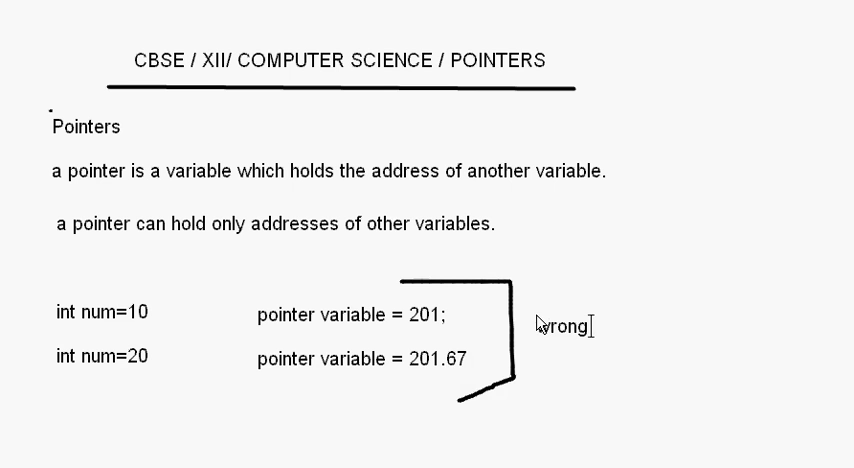 CBSE / XII/ COMPUTER SCIENCE / POINTERS
Pointers
a pointer is a variable which holds the address of another variable.
a pointer can hold only addresses of other variables.
int num=10 pointer variable = 201;
wrong
int num=20 pointer variable = 201.67